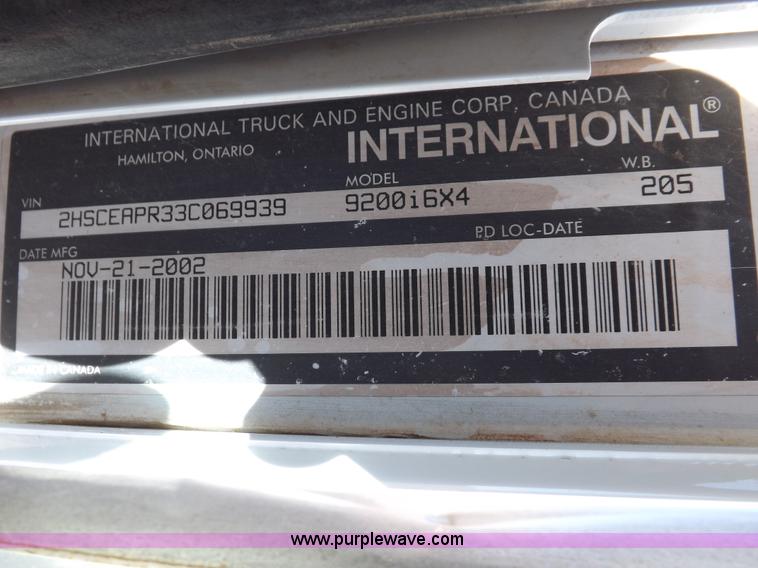 INTERNATIONAL TRUCK AND ENGINE CORP. CANADA
HAMILTON, ONTARIO
INTERNATIONAL®
VIN MODEL W.B.
2HSCEAPR33C069939 9200i6X4 205
DATE MFG PD LOC-DATE
NOV-21-2002
MADE IN CANADA
www.purplewave.com